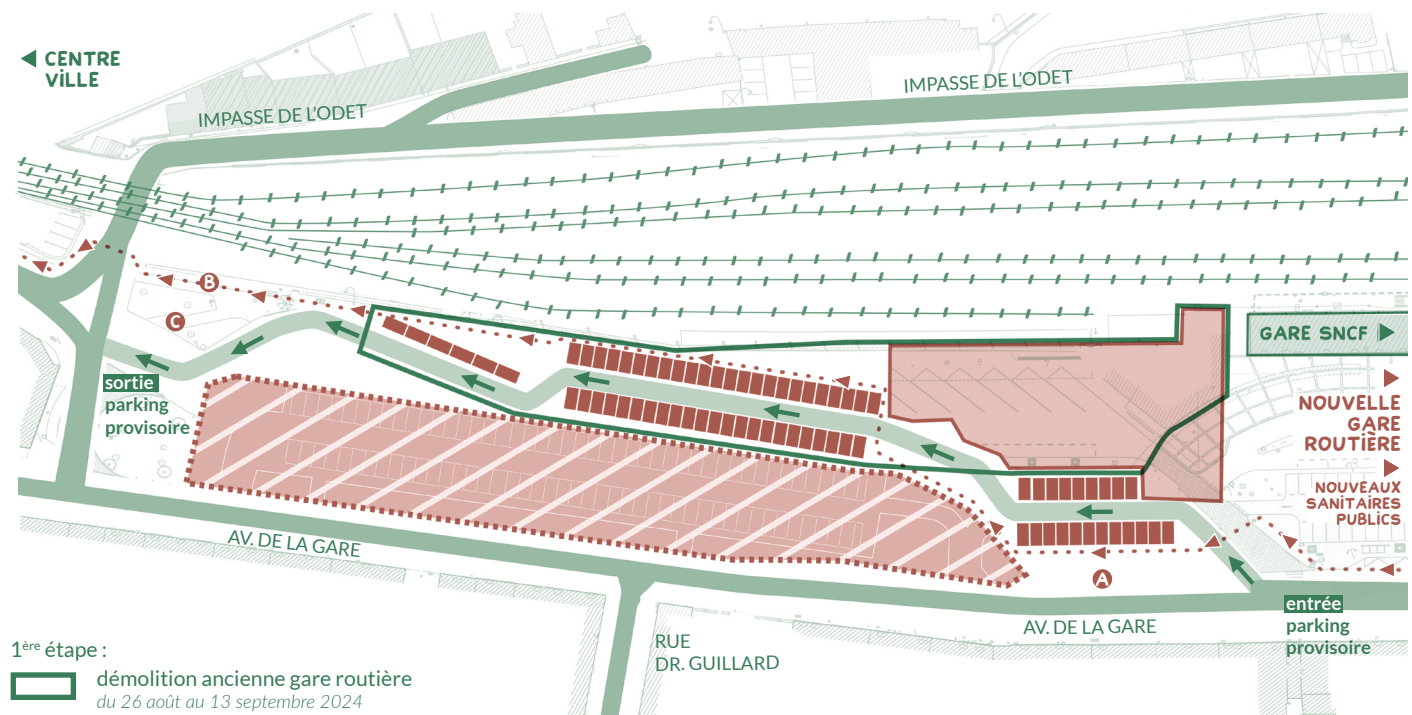 CENTRE
VILLE
IMPASSE DE L'ODET
IMPASSE DE L'ODET
B
C
GARE SNCF
sortie
parking
provisoire
NOUVELLE
GARE
ROUTIÈRE
NOUVEAUX
SANITAIRES
PUBLICS
A
AV. DE LA GARE
entrée
parking
provisoire
AV. DE LA GARE
RUE
DR. GUILLARD
1ère étape :
démolition ancienne gare routière
du 26 août au 13 septembre 2024